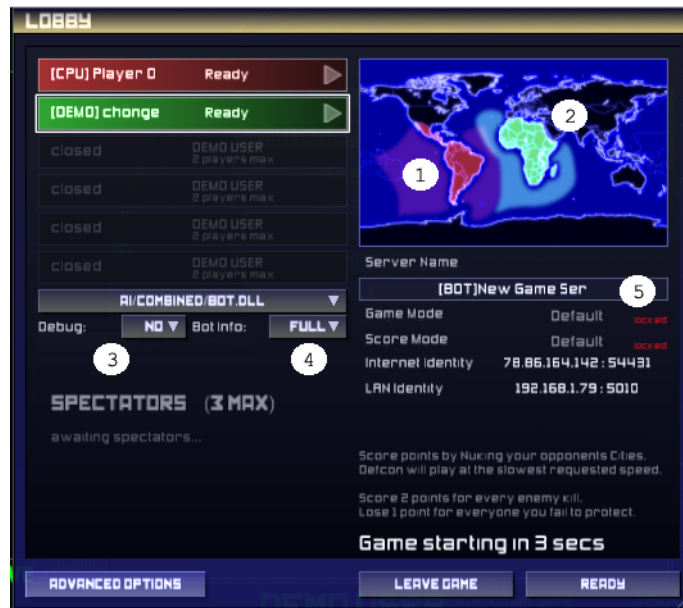 LOBBY
[CPU] Player 0 Ready
[DEMO] change Ready
closed DEMO USER
2 players max
closed DEMO USER
2 players max
closed DEMO USER
2 players max
closed DEMO USER
2 players max
AI/COMBINED/BOT.DLL
Debug: NO Bot Info: FULL
3 4
SPECTATORS (3 MAX)
awaiting spectators...
1 2
Server Name
[BOT]New Game Ser 5
Game Mode Default locked
Score Mode Default locked
Internet Identity 78.86.164.142:54431
LAN Identity 192.168.1.79:5010
Score points by Nuking your opponents Cities.
Defcon will play at the slowest requested speed.
Score 2 points for every enemy kill.
Lose 1 point for everyone you fail to protect.
Game starting in 3 secs
ADVANCED OPTIONS LEAVE GAME READY
DEMO USER